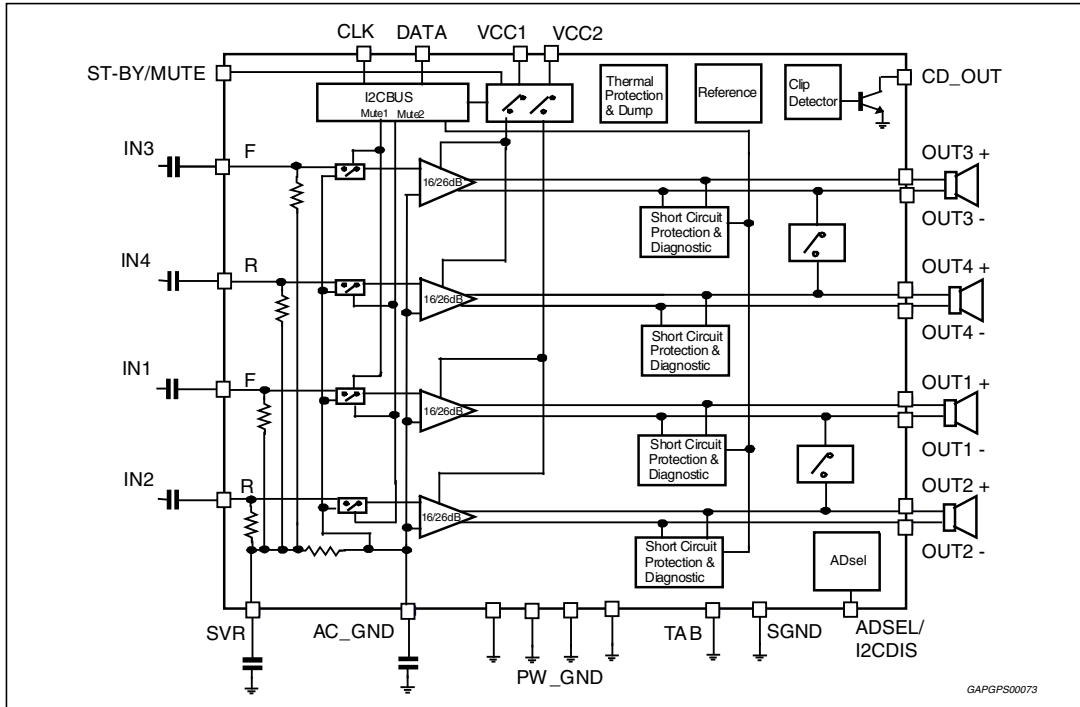 CLK DATA VCC1 VCC2
ST-BY/MUTE
I2CBUS
Mute1 Mute2
Thermal
Protection
& Dump
Reference
Clip
Detector
CD_OUT
IN3
F
16/26dB
Short Circuit
Protection &
Diagnostic
OUT3 +
OUT3 -
IN4
R
16/26dB
Short Circuit
Protection &
Diagnostic
OUT4 +
OUT4 -
IN1
F
16/26dB
Short Circuit
Protection &
Diagnostic
OUT1 +
OUT1 -
IN2
R
16/26dB
Short Circuit
Protection &
Diagnostic
OUT2 +
OUT2 -
ADsel
SVR
AC_GND
PW_GND
TAB
SGND
ADSEL/
I2CDIS
GAPGPS00073